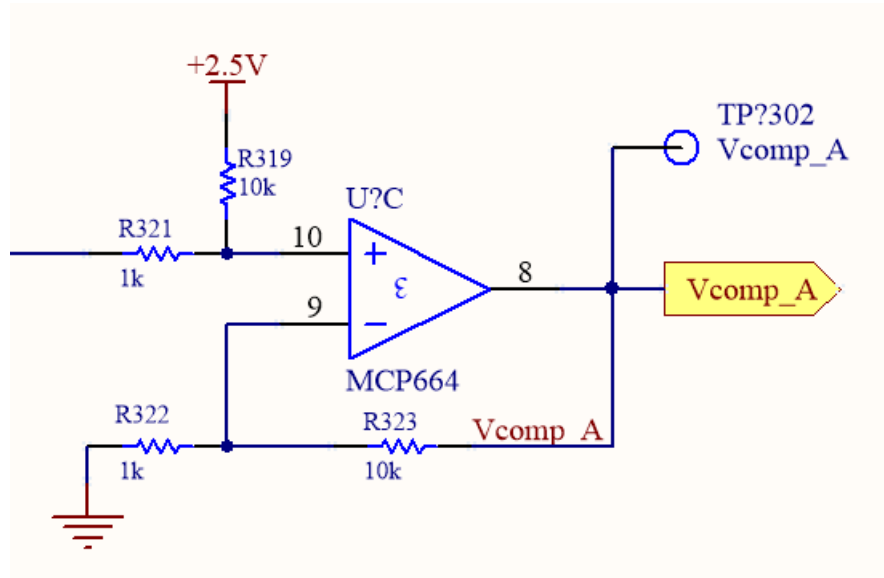 +2.5V
TP?302
Vcomp_A
R319
10k
U?C
R321
1k
10
+
8
Vcomp_A
9
-
MCP664
R322
1k
R323
10k
Vcomp_A